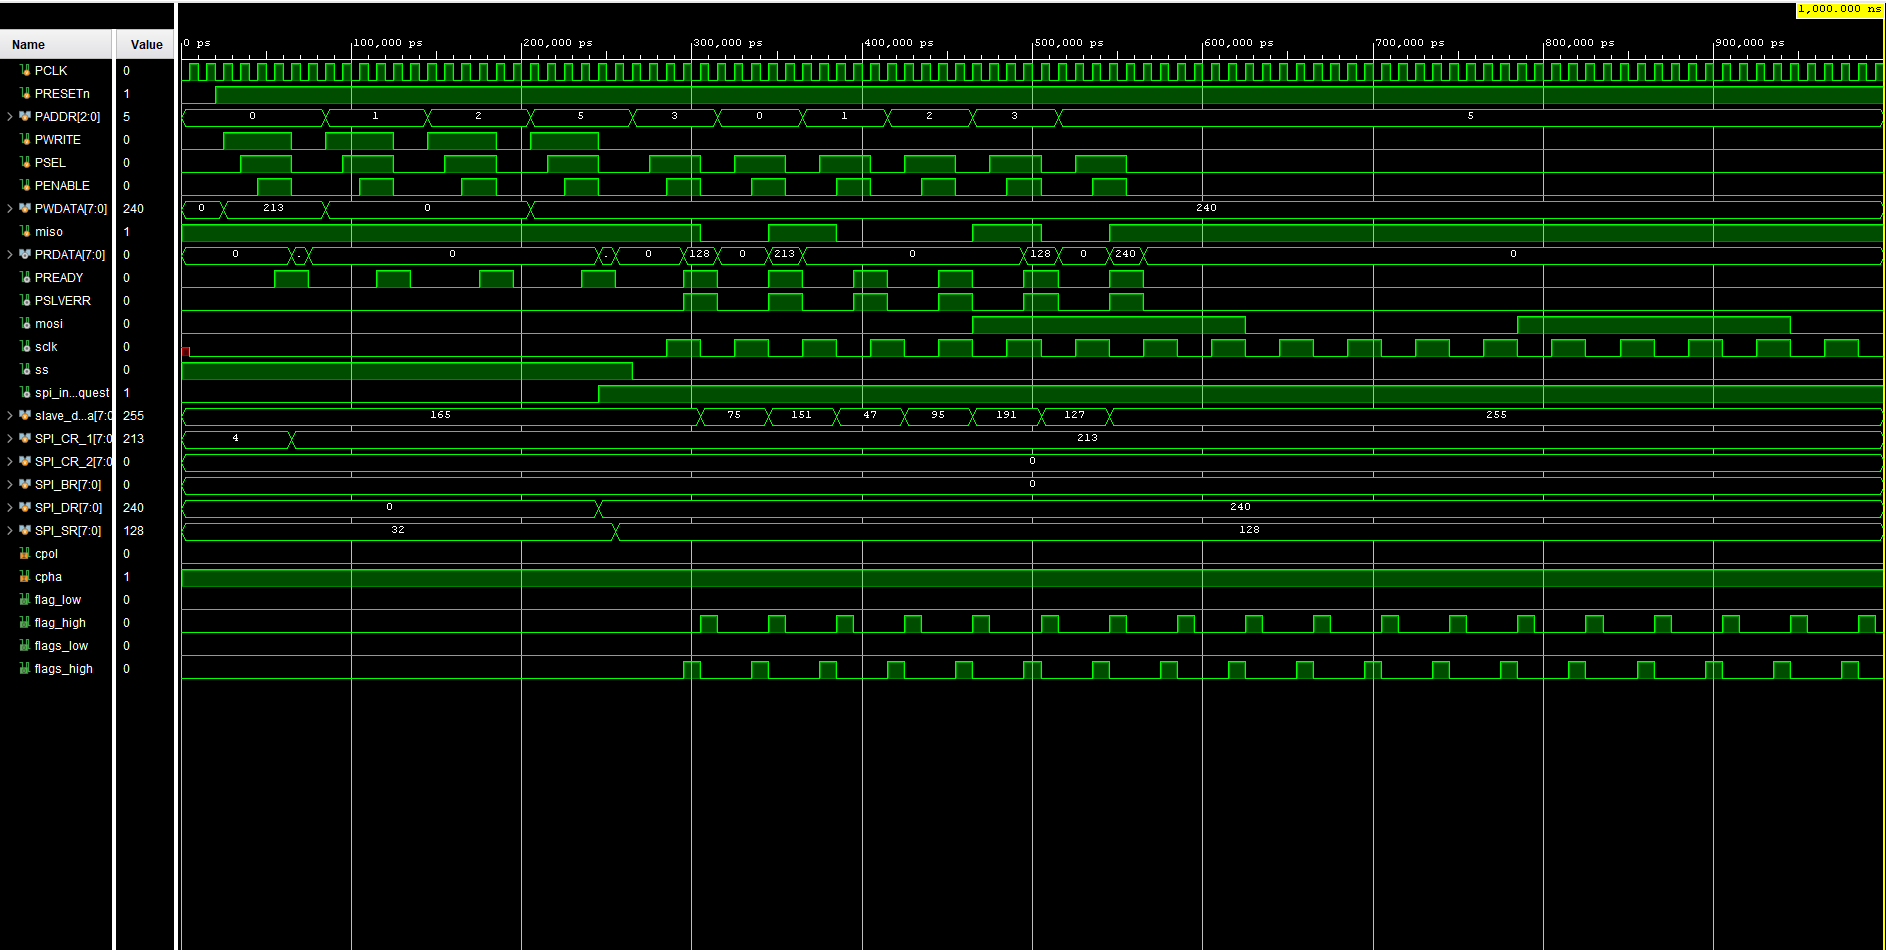 1,000.000 ns
Name Value
0 ps 100,000 ps 200,000 ps 300,000 ps 400,000 ps 500,000 ps 600,000 ps 700,000 ps 800,000 ps 900,000 ps
PCLK 0
PRESETn 1
PADDR[2:0] 5 0 1 2 5 3 0 1 2 3 5
PWRITE 0
PSEL 0
PENABLE 0
PWDATA[7:0] 240 0 213 0 240
miso 1
PRDATA[7:0] 0 0 . 0 . 0 128 0 213 0 128 0 240 0
PREADY 0
PSLVERR 0
mosi 0
sclk 0
ss 0
spi_in...quest 1
slave_d...a[7:0 255 165 75 151 47 95 191 127 255
SPI_CR_1[7:0 213 4 213
SPI_CR_2[7:0 0 0
SPI_BR[7:0] 0 0
SPI_DR[7:0] 240 0 240
SPI_SR[7:0] 128 32 128
cpol 0
cpha 1
flag_low 0
flag_high 0
flags_low 0
flags_high 0